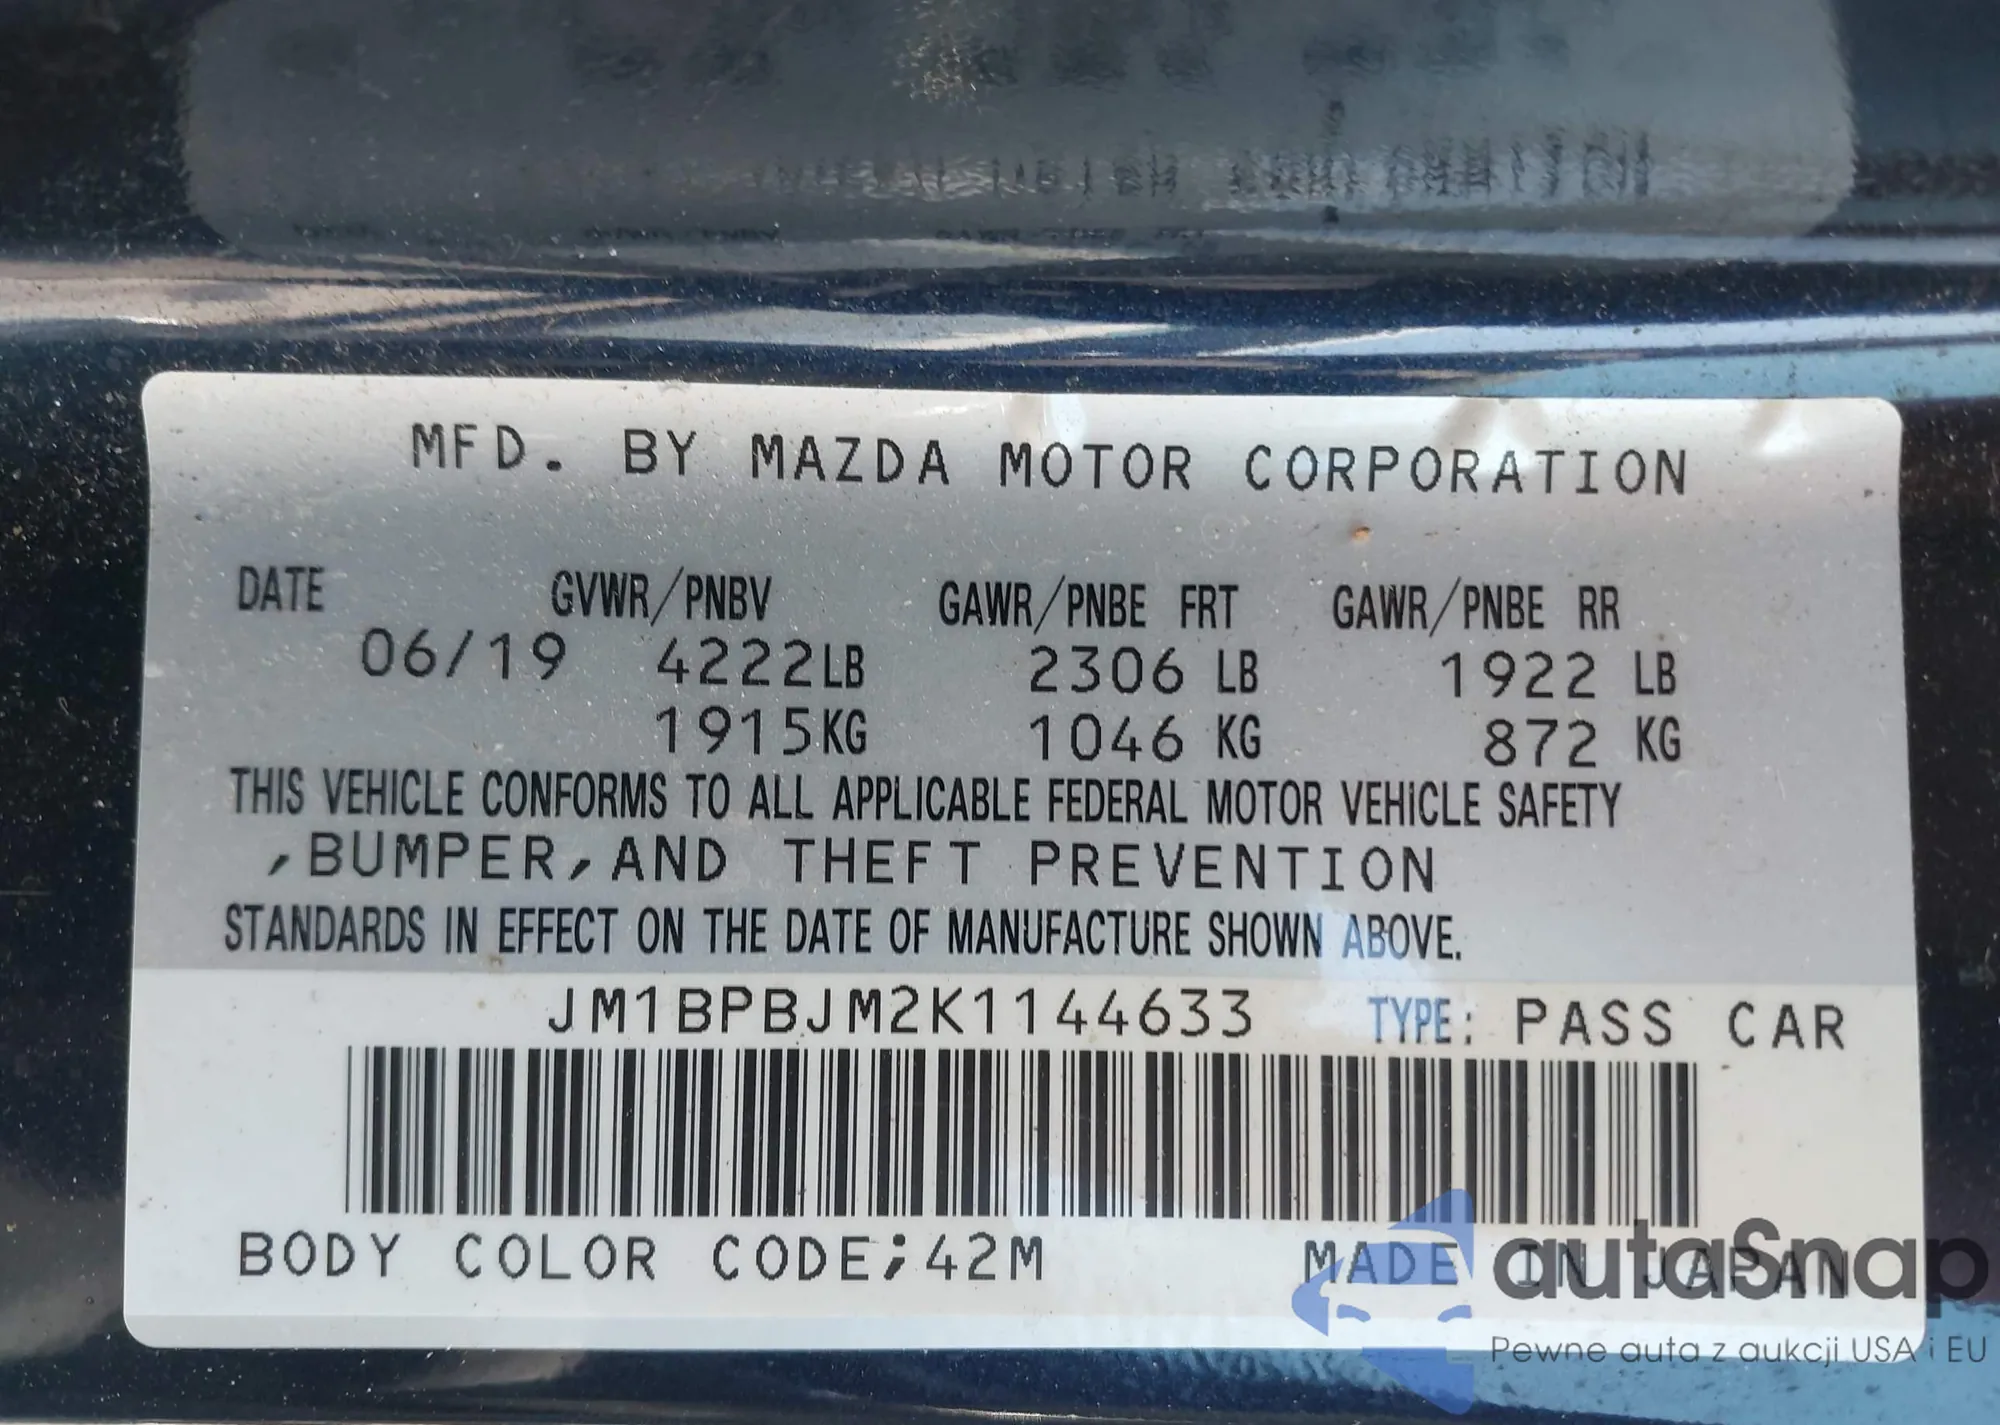 MFD. BY MAZDA MOTOR CORPORATION
DATE GVWR/PNBV GAWR/PNBE FRT GAWR/PNBE RR
06/19 4222LB 2306 LB 1922 LB
1915KG 1046 KG 872 KG
THIS VEHICLE CONFORMS TO ALL APPLICABLE FEDERAL MOTOR VEHICLE SAFETY
,BUMPER,AND THEFT PREVENTION
STANDARDS IN EFFECT ON THE DATE OF MANUFACTURE SHOWN ABOVE.
JM1BPBJM2K1144633 TYPE: PASS CAR
BODY COLOR CODE;42M MADE IN JAPAN
autaSnap
Pewne auta z aukcji USA i EU